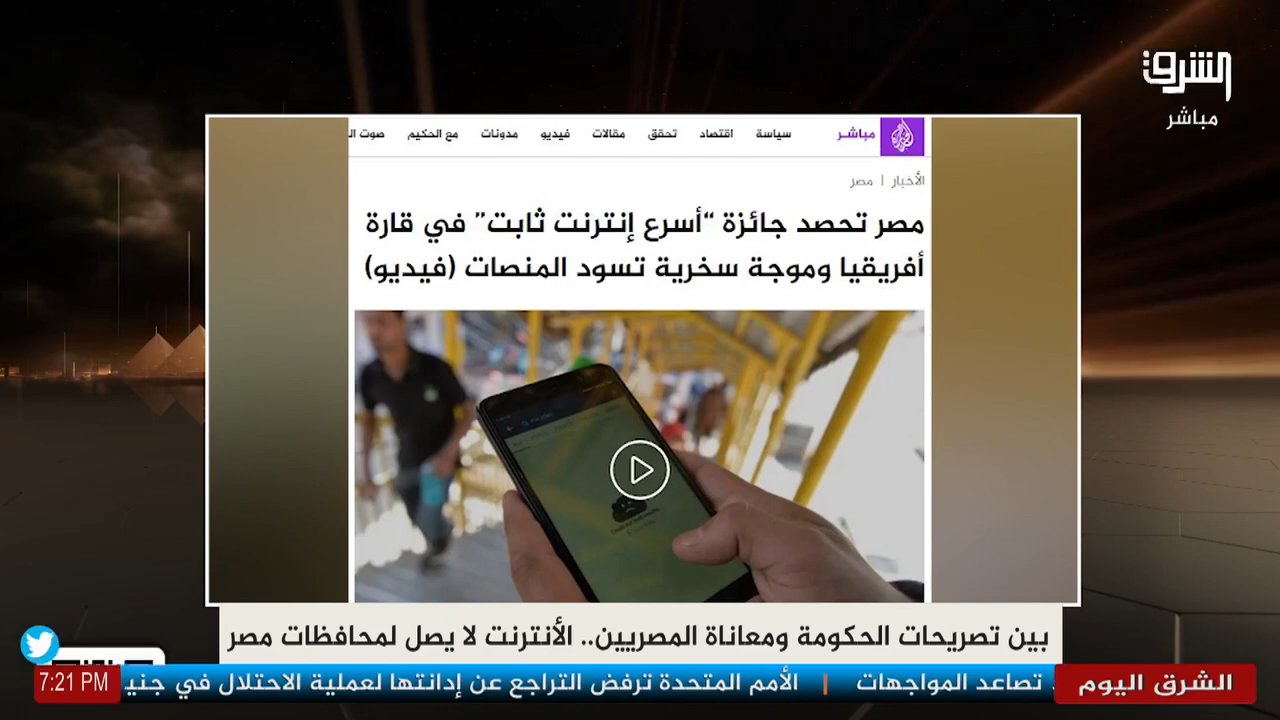 الشرق
مباشر
مباشر سياسة اقتصاد تحقق مقالات فيديو مدونات مع الحكيم صوت
الأخبار | مصر
مصر تحصد جائزة “أسرع إنترنت ثابت” في قارة
أفريقيا وموجة سخرية تسود المنصات (فيديو)
بين تصريحات الحكومة ومعاناة المصريين.. الأنترنت لا يصل لمحافظات مصر
الشرق اليوم
تصاعد المواجهات | الأمم المتحدة ترفض التراجع عن إدانتها لعملية الاحتلال في
7:21 PM